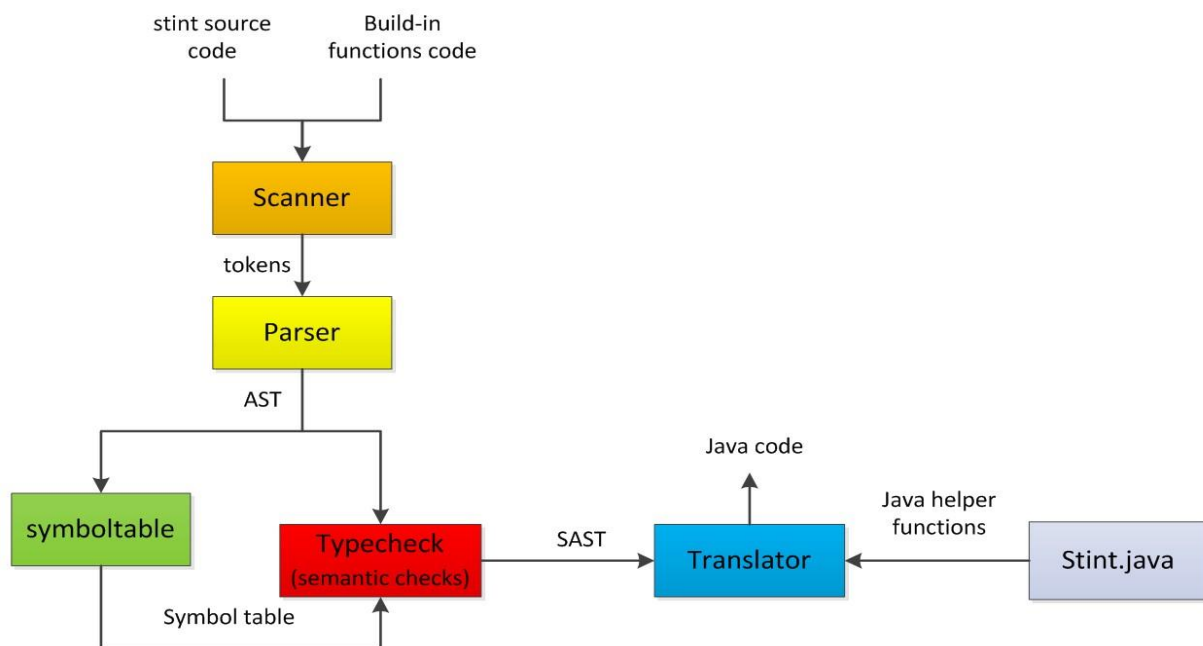 stint source
code
Build-in
functions code
Scanner
tokens
Parser
AST
Java code
symboltable
Typecheck
(semantic checks)
SAST
Translator
Java helper
functions
Stint.java
Symbol table